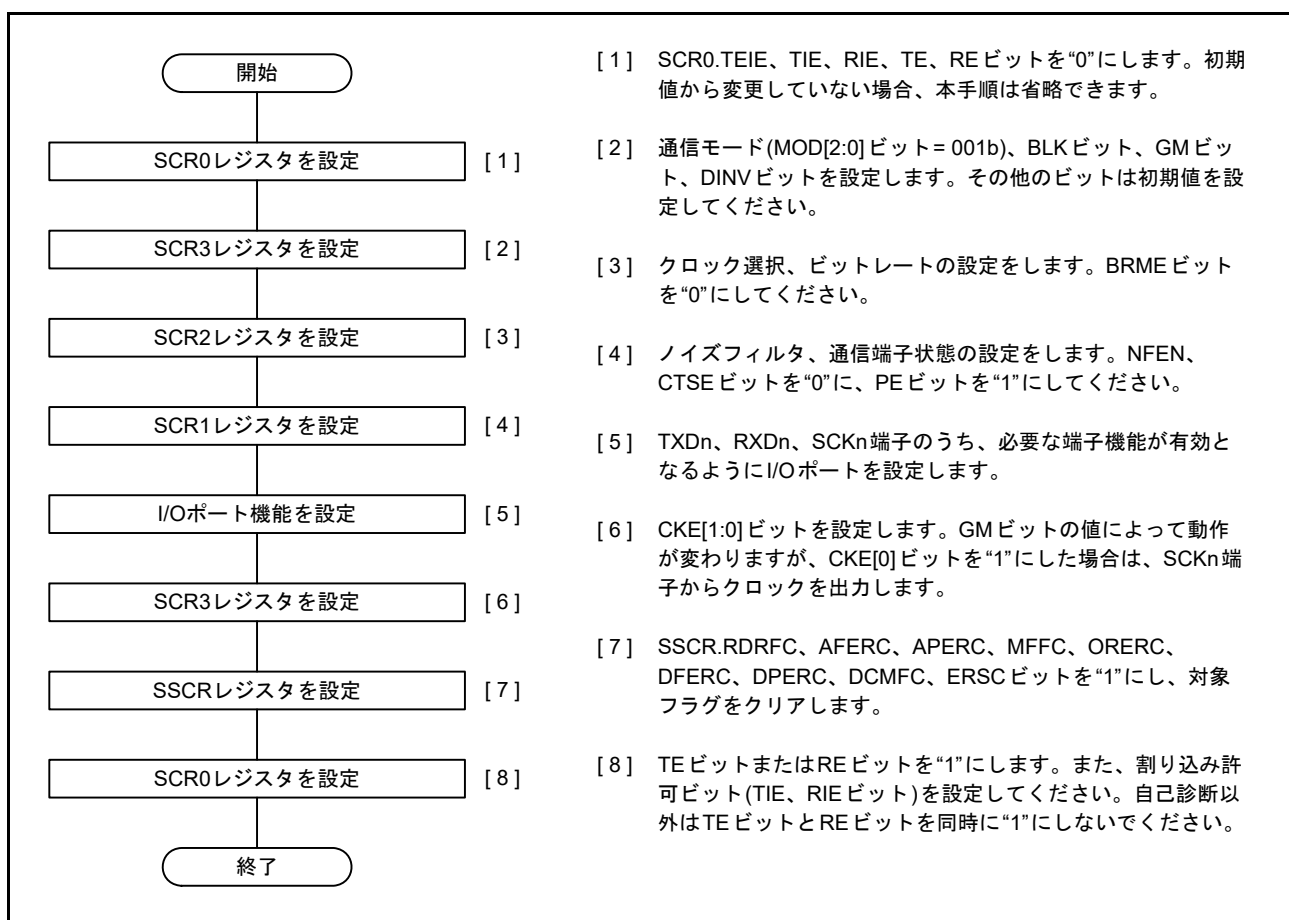 開始
SCR0レジスタを設定 [ 1 ]
SCR3レジスタを設定 [ 2 ]
SCR2レジスタを設定 [ 3 ]
SCR1レジスタを設定 [ 4 ]
I/Oポート機能を設定 [ 5 ]
SCR3レジスタを設定 [ 6 ]
SSCRレジスタを設定 [ 7 ]
SCR0レジスタを設定 [ 8 ]
終了
[ 1 ] SCR0.TEIE、TIE、RIE、TE、REビットを“0”にします。初期
値から変更していない場合、本手順は省略できます。
[ 2 ] 通信モード(MOD[2:0]ビット= 001b)、BLKビット、GMビッ
ト、DINVビットを設定します。その他のビットは初期値を設
定してください。
[ 3 ] クロック選択、ビットレートの設定をします。BRMEビット
を“0”にしてください。
[ 4 ] ノイズフィルタ、通信端子状態の設定をします。NFEN、
CTSEビットを“0”に、PEビットを“1”にしてください。
[ 5 ] TXDn、RXDn、SCKn端子のうち、必要な端子機能が有効と
なるようにI/Oポートを設定します。
[ 6 ] CKE[1:0]ビットを設定します。GMビットの値によって動作
が変わりますが、CKE[0]ビットを“1”にした場合は、SCKn端
子からクロックを出力します。
[ 7 ] SSCR.RDRFC、AFERC、APERC、MFFC、ORERC、
DFERC、DPERC、DCMFC、ERSCビットを“1”にし、対象
フラグをクリアします。
[ 8 ] TEビットまたはREビットを“1”にします。また、割り込み許
可ビット(TIE、RIEビット)を設定してください。自己診断以
外はTEビットとREビットを同時に“1”にしないでください。